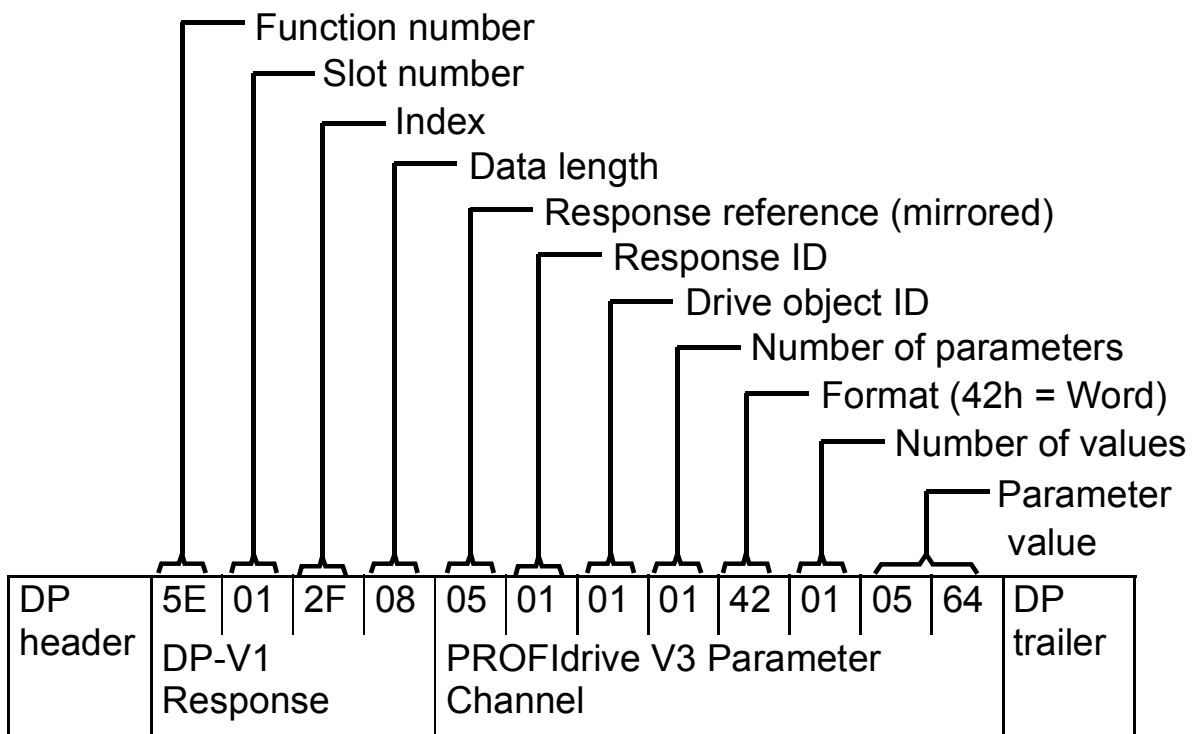 Function number
Slot number
Index
Data length
Response reference (mirrored)
Response ID
Drive object ID
Number of parameters
Format (42h = Word)
Number of values
Parameter
value
DP
header
5E 01 2F 08 05 01 01 01 42 01 05 64
DP-V1
Response
PROFIdrive V3 Parameter
Channel
DP
trailer